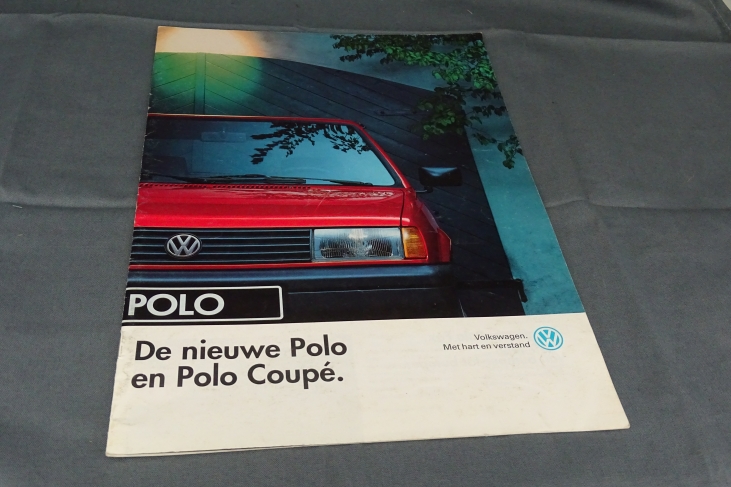 POLO
De nieuwe Polo
en Polo Coupé.
Volkswagen.
Met hart en verstand